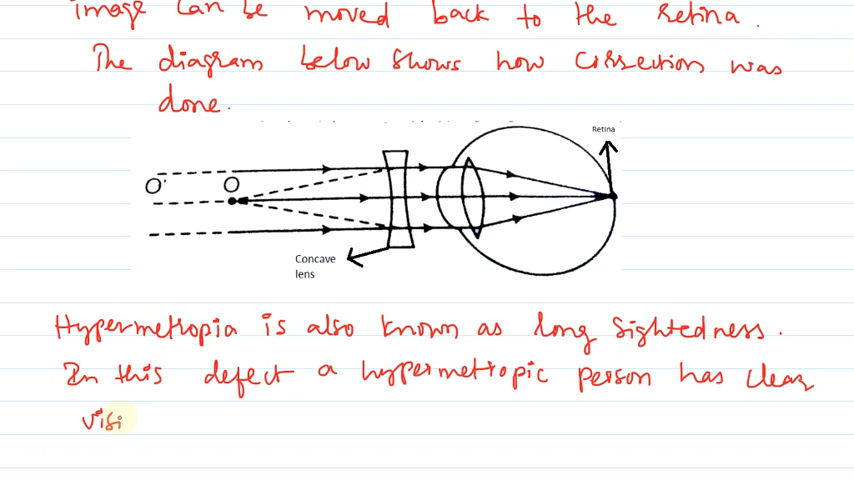 image can be moved back to the retina.
The diagram below shows how correction was
done.
Retina
O'
O
Concave
lens
Hypermetropia is also known as long sightedness.
In this defect a hypermetropic person has clear
visi